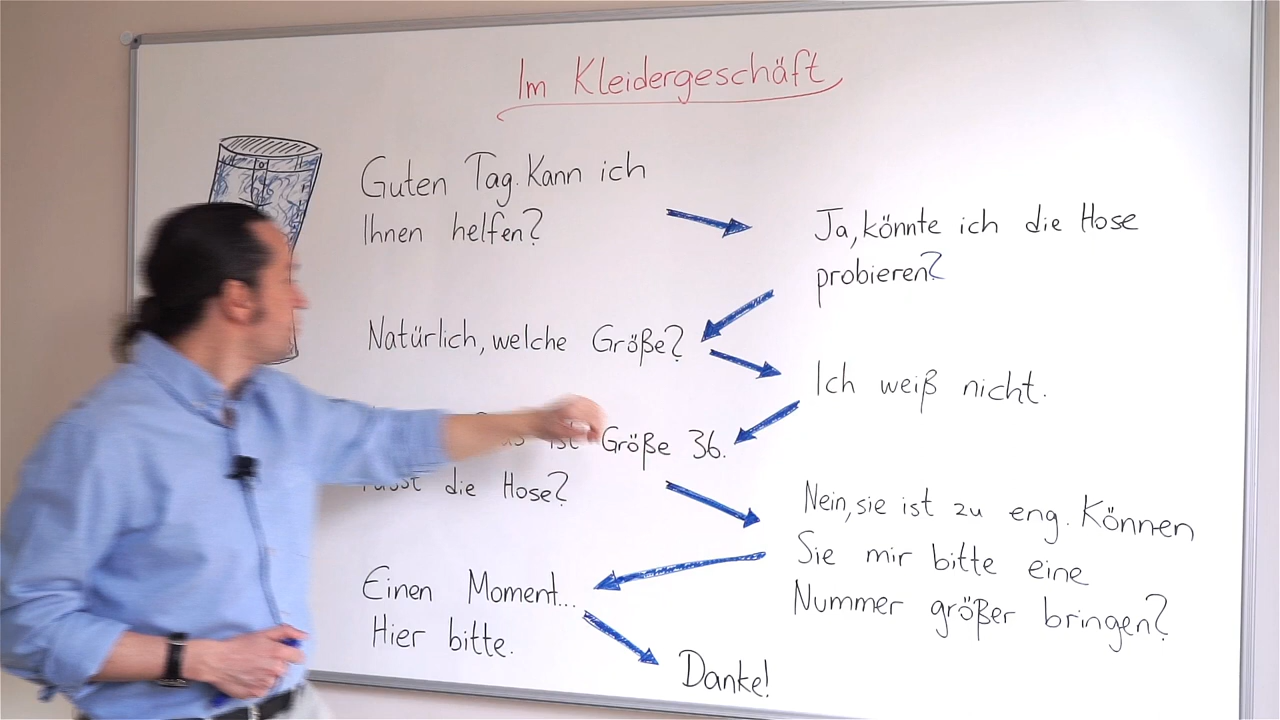 Im Kleidergeschäft
Guten Tag. Kann ich
Ihnen helfen?
Ja, könnte ich die Hose
probieren?
Natürlich, welche Größe?
Ich weiß nicht.
ist Größe 36.
die Hose?
Nein, sie ist zu eng. Können
Sie mir bitte eine
Nummer größer bringen?
Einen Moment...
Hier bitte.
Danke!